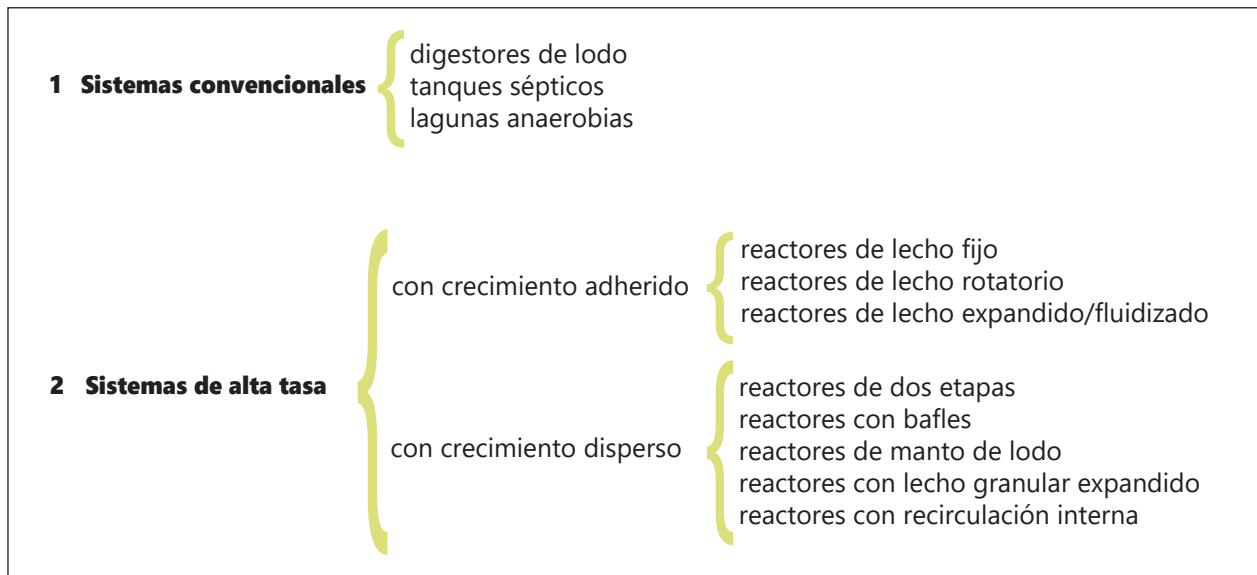 1 Sistemas convencionales
digestores de lodo
tanques sépticos
lagunas anaerobias
2 Sistemas de alta tasa
con crecimiento adherido
reactores de lecho fijo
reactores de lecho rotatorio
reactores de lecho expandido/fluidizado
con crecimiento disperso
reactores de dos etapas
reactores con bafles
reactores de manto de lodo
reactores con lecho granular expandido
reactores con recirculación interna